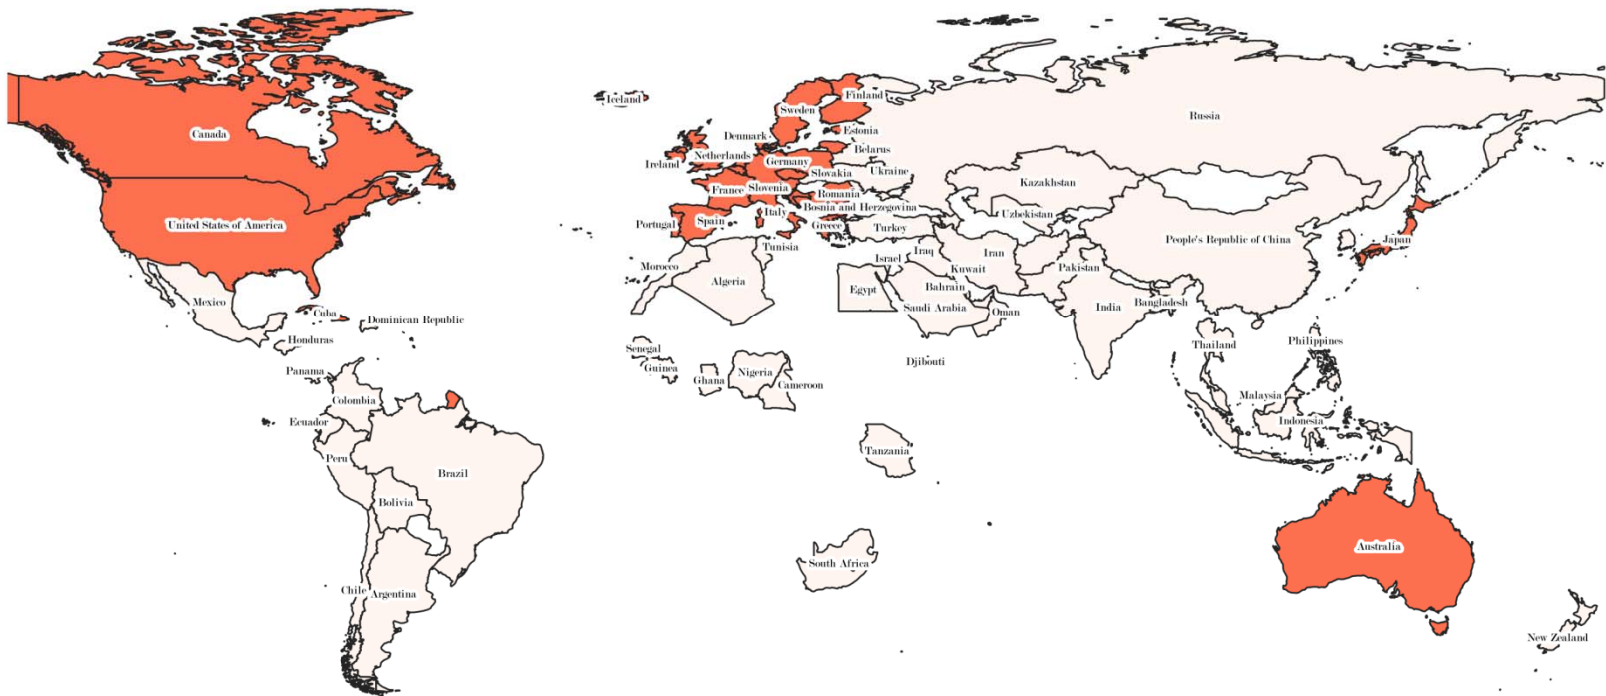 Iceland
Finland
Sweden
Russia
Canada
Denmark
Estonia
Belarus
Netherlands
Ireland
Germany
Ukraine
Slovakia
Kazakhstan
France
Slovenia
Romania
Bosnia and Herzegovina
Uzbekistan
United States of America
Portugal
Spain
Italy
Greece
Turkey
People's Republic of China
Japan
Tunisia
Israel
Iraq
Iran
Morocco
Kuwait
Pakistan
Algeria
Egypt
Bahrain
Mexico
Saudi Arabia
Oman
India
Bangladesh
Cuba
Dominican Republic
Honduras
Senegal
Thailand
Philippines
Djibouti
Guinea
Panama
Nigeria
Ghana
Cameroon
Colombia
Malaysia
Ecuador
Indonesia
Tanzania
Peru
Brazil
Bolivia
Australia
South Africa
Chile
Argentina
New Zealand